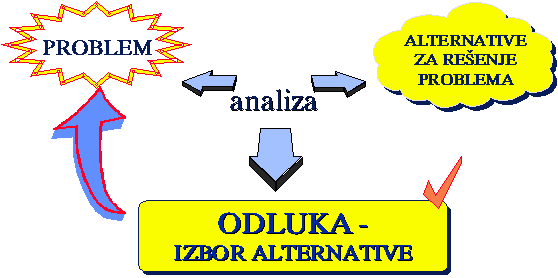 PROBLEM
ALTERNATIVE
ZA REŠENJE
PROBLEMA
analiza
ODLUKA -
IZBOR ALTERNATIVE